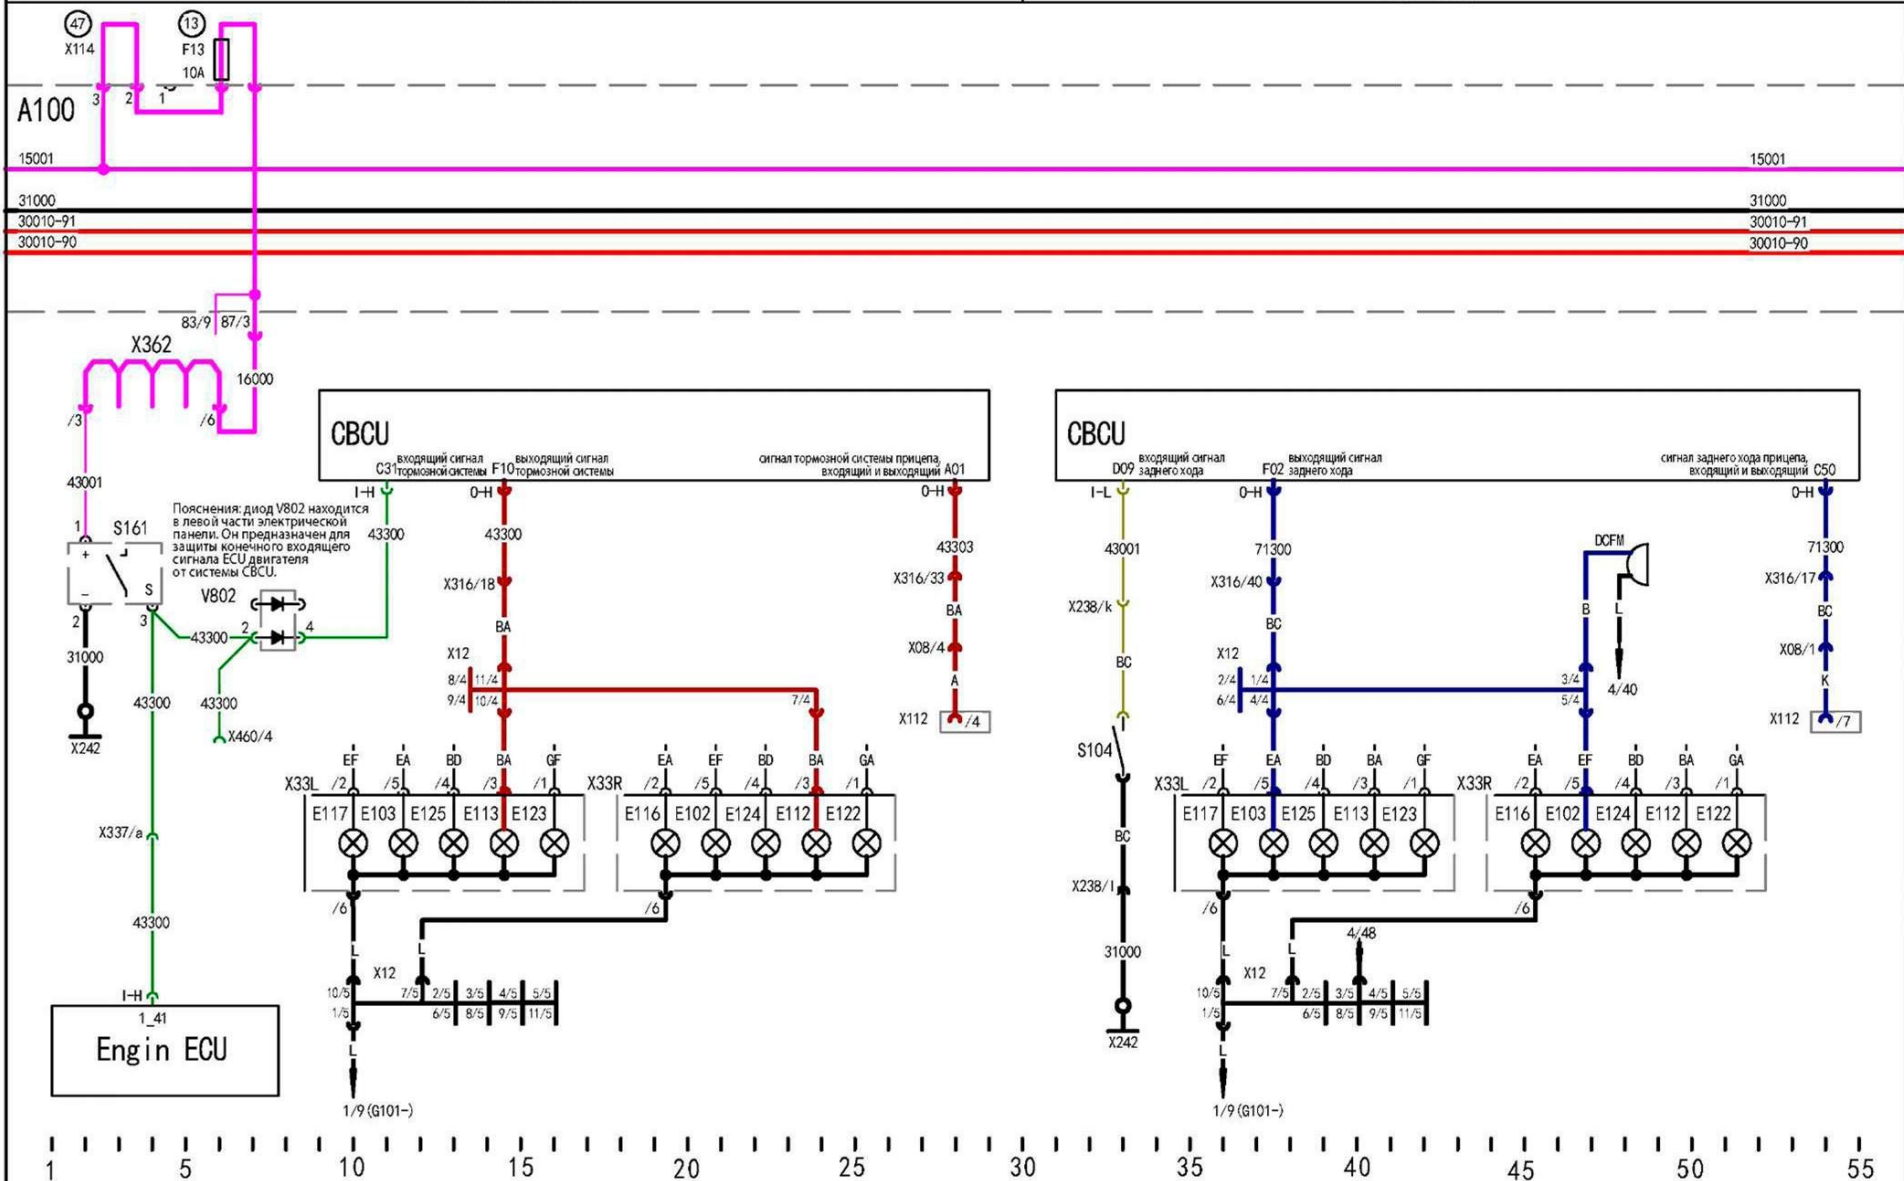 47
13
X114
F13
10A
3
2
1
A100
15001
15001
31000
31000
30010-91
30010-91
30010-90
30010-90
83/9
87/3
X362
16000
/3
/6
43001
1
S161
+
−
S
2
3
31000
X242
Пояснения: диод V802 находится
в левой части электрической
панели. Он предназначен для
защиты конечного входящего
сигнала ECU двигателя
от системы CBCU.
V802
2
4
43300
43300
X460/4
43300
X337/a
43300
I-H
1_41
Engin ECU
CBCU
C31
входящий сигнал
тормозной системы
F10
выходящий сигнал
тормозной системы
сигнал тормозной системы прицепа,
входящий и выходящий
A01
I-H
O-H
O-H
43300
43300
43303
X316/18
X316/33
BA
BA
X12
8/4
11/4
9/4
10/4
7/4
X08/4
A
X112
/4
EF
EA
BD
BA
GF
X33L
/2
/5
/4
/3
/1
E117
E103
E125
E113
E123
EA
EF
BD
BA
GA
X33R
/2
/5
/4
/3
/1
E116
E102
E124
E112
E122
/6
/6
L
L
X12
10/5
7/5
2/5
3/5
4/5
5/5
1/5
6/5
8/5
9/5
11/5
L
1/9(G101-)
CBCU
D09
входящий сигнал
заднего хода
F02
выходящий сигнал
заднего хода
сигнал заднего хода прицепа,
входящий и выходящий
C50
I-L
O-H
O-H
43001
71300
71300
X238/k
X316/40
X316/17
BC
BC
BC
DCFM
B
L
4/40
X12
2/4
1/4
6/4
4/4
3/4
5/4
X08/1
K
X112
/7
S104
BC
X238/l
31000
X242
EF
EA
BD
BA
GF
X33L
/2
/5
/4
/3
/1
E117
E103
E125
E113
E123
EA
EF
BD
BA
GA
X33R
/2
/5
/4
/3
/1
E116
E102
E124
E112
E122
/6
/6
L
L
4/48
X12
10/5
7/5
2/5
3/5
4/5
5/5
1/5
6/5
8/5
9/5
11/5
L
1/9(G101-)
1
5
10
15
20
25
30
35
40
45
50
55